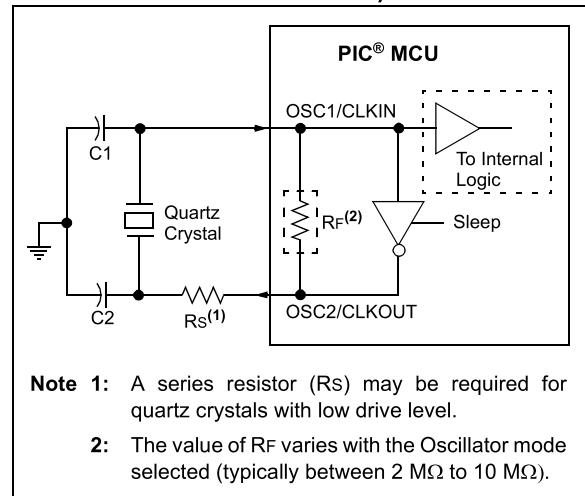 PIC® MCU
OSC1/CLKIN
C1
To Internal
Logic
Quartz
Crystal
RF(2)
Sleep
C2
RS(1)
OSC2/CLKOUT
Note 1: A series resistor (RS) may be required for
quartz crystals with low drive level.
2: The value of RF varies with the Oscillator mode
selected (typically between 2 MΩ to 10 MΩ).